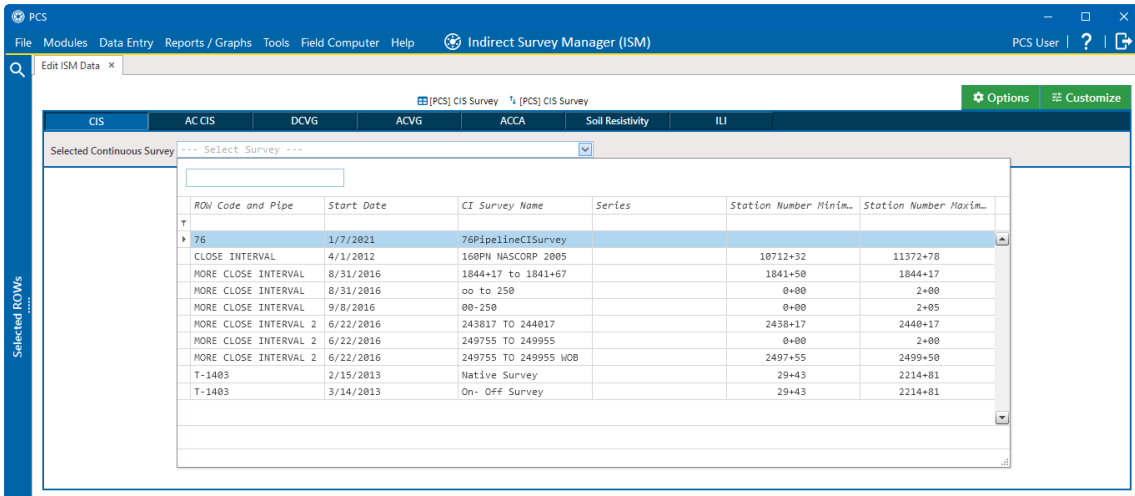 PCS
File Modules Data Entry Reports / Graphs Tools Field Computer Help Indirect Survey Manager (ISM) PCS User | ? |
Edit ISM Data ×
[PCS] CIS Survey [PCS] CIS Survey Options Customize
CIS AC CIS DCVG ACVG ACCA Soil Resistivity ILI
Selected Continuous Survey --- Select Survey ---
ROW Code and Pipe Start Date CI Survey Name Series Station Number Minim… Station Number Maxim…
76 1/7/2021 76PipelineCISurvey
CLOSE INTERVAL 4/1/2012 160PN NASCORP 2005 10712+32 11372+78
MORE CLOSE INTERVAL 8/31/2016 1844+17 to 1841+67 1841+50 1844+17
MORE CLOSE INTERVAL 8/31/2016 oo to 250 0+00 2+00
MORE CLOSE INTERVAL 9/8/2016 00-250 0+00 2+05
MORE CLOSE INTERVAL 2 6/22/2016 243817 TO 244017 2438+17 2440+17
MORE CLOSE INTERVAL 2 6/22/2016 249755 TO 249955 0+00 2+00
MORE CLOSE INTERVAL 2 6/22/2016 249755 TO 249955 WOB 2497+55 2499+50
T-1403 2/15/2013 Native Survey 29+43 2214+81
T-1403 3/14/2013 On- Off Survey 29+43 2214+81
Selected ROWs